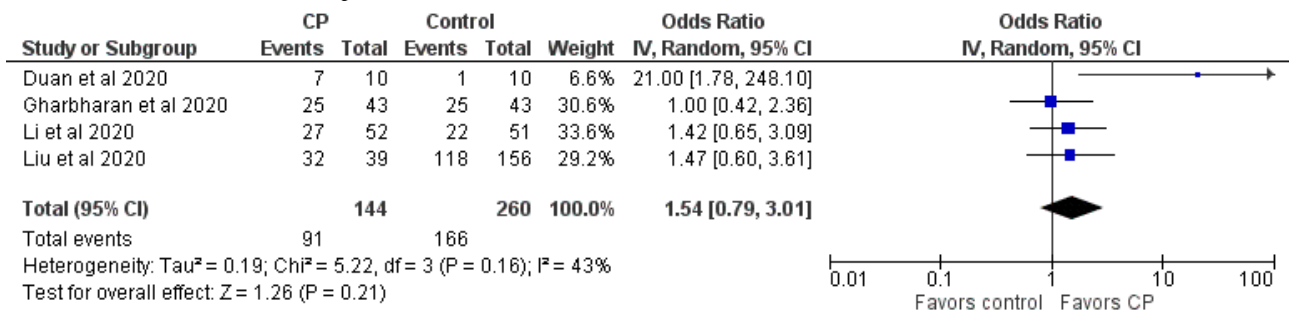 CP Control Odds Ratio Odds Ratio
Study or Subgroup Events Total Events Total Weight IV, Random, 95% CI IV, Random, 95% CI
Duan et al 2020 7 10 1 10 6.6% 21.00 [1.78, 248.10]
Gharbharan et al 2020 25 43 25 43 30.6% 1.00 [0.42, 2.36]
Li et al 2020 27 52 22 51 33.6% 1.42 [0.65, 3.09]
Liu et al 2020 32 39 118 156 29.2% 1.47 [0.60, 3.61]
Total (95% CI) 144 260 100.0% 1.54 [0.79, 3.01]
Total events 91 166
Heterogeneity: Tau² = 0.19; Chi² = 5.22, df = 3 (P = 0.16); I² = 43%
Test for overall effect: Z = 1.26 (P = 0.21)
0.01 0.1 1 10 100
Favors control Favors CP